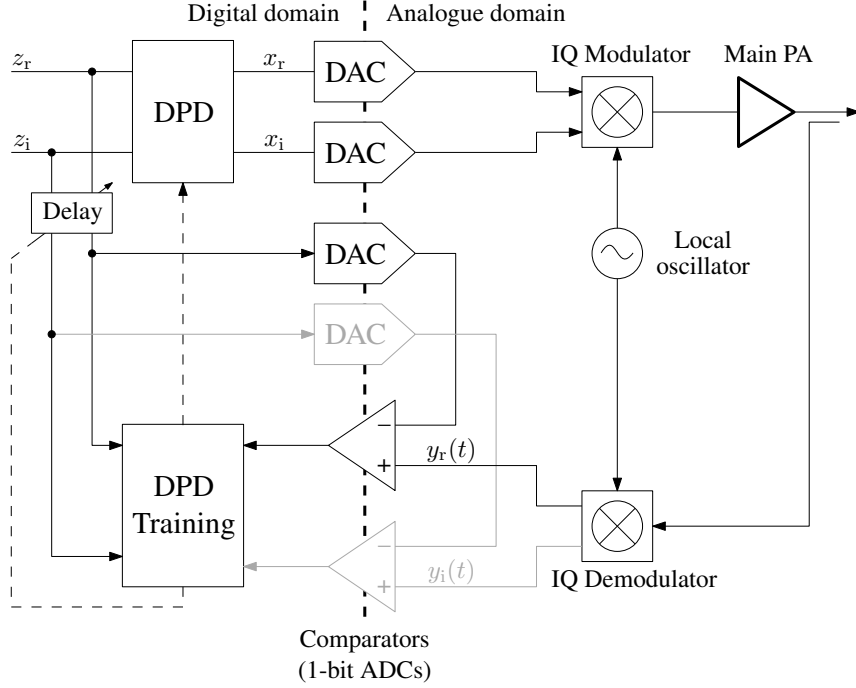 Digital domain
Analogue domain
z_r
x_r
DAC
IQ Modulator
Main PA
DPD
z_i
x_i
DAC
Delay
DAC
Local
oscillator
DAC
−
y_r(t)
+
DPD
Training
−
y_i(t)
+
IQ Demodulator
Comparators
(1-bit ADCs)